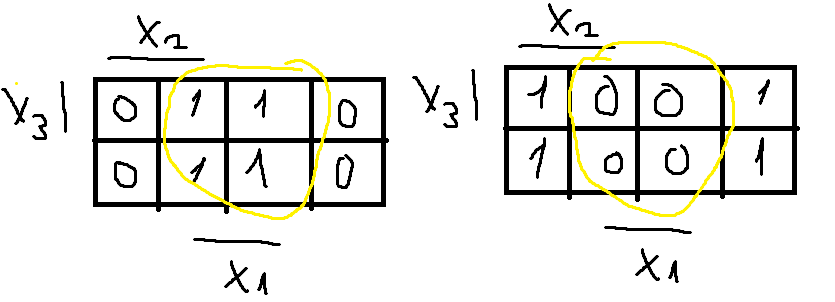 X2 X2
X3 0 1 1 0 X3 1 0 0 1
0 1 1 0 1 0 0 1
X1 X1